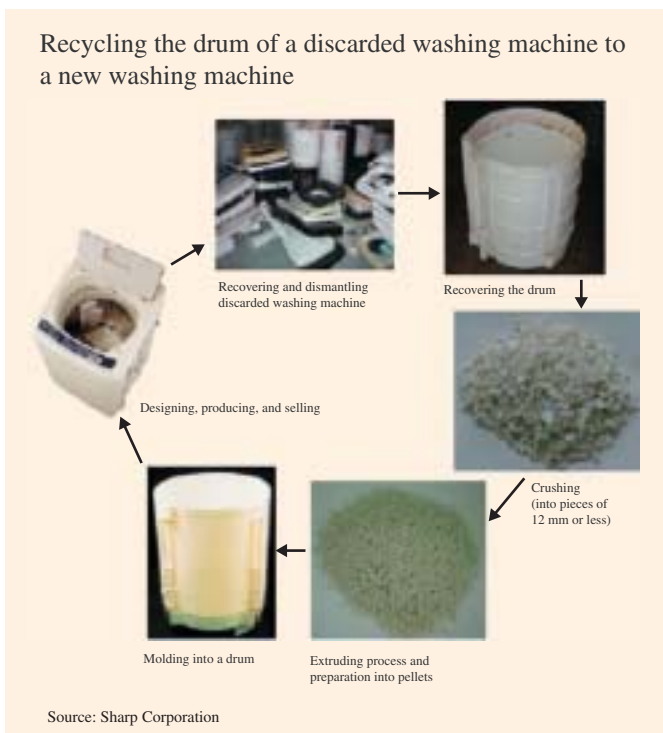 Recycling the drum of a discarded washing machine to
a new washing machine
Recovering and dismantling
discarded washing machine
Recovering the drum
Designing, producing, and selling
Crushing
(into pieces of
12 mm or less)
Molding into a drum
Extruding process and
preparation into pellets
Source: Sharp Corporation